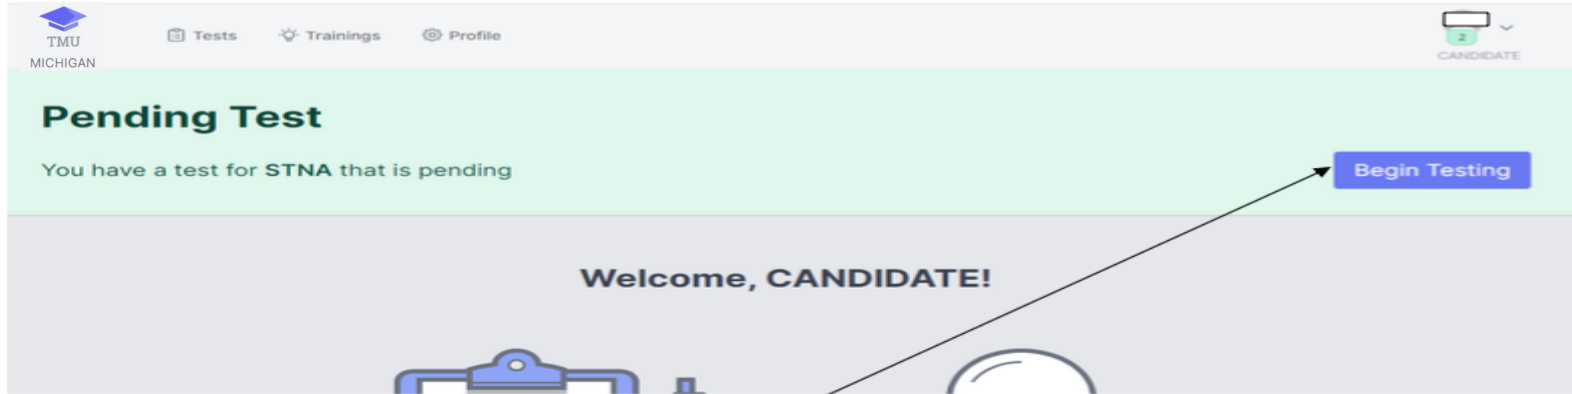 TMU
MICHIGAN
Tests
Trainings
Profile
2
CANDIDATE
Pending Test
You have a test for STNA that is pending
Begin Testing
Welcome, CANDIDATE!